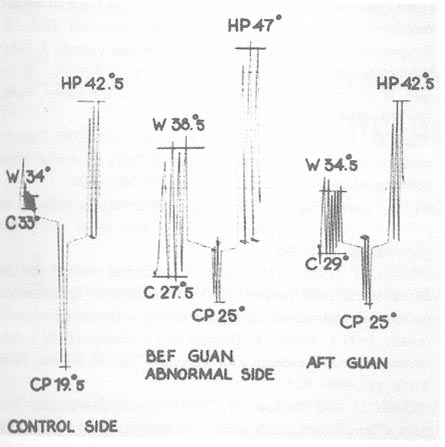 HP 47°
HP 42°5
HP 42°5
W 38°5
W 34°
W 34°5
C 33°
C 29°
C 27°5
CP 25°
CP 25°
CP 19°5
BEF GUAN
ABNORMAL SIDE
AFT GUAN
CONTROL SIDE